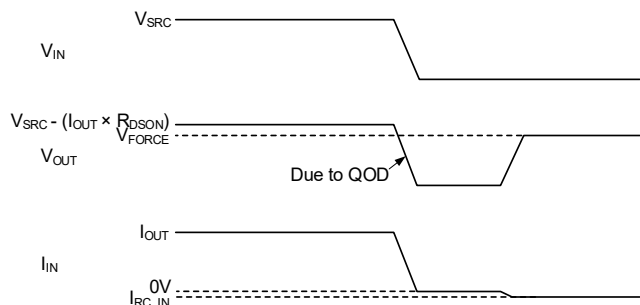 VSRC
VIN
VSRC - (IOUT × RDSON)
VFORCE
VOUT
Due to QOD
IOUT
IIN
0V
IRC_IN